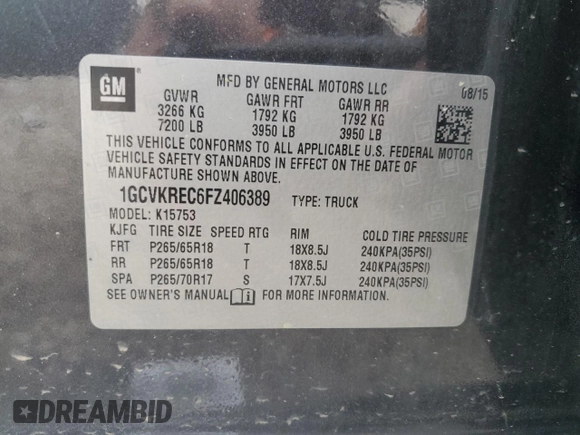 GM
MFD BY GENERAL MOTORS LLC
08/15
GVWR GAWR FRT GAWR RR
3266 KG 1792 KG 1792 KG
7200 LB 3950 LB 3950 LB
THIS VEHICLE CONFORMS TO ALL APPLICABLE U.S. FEDERAL MOTOR
VEHICLE SAFETY STANDARDS IN EFFECT ON THE DATE OF
MANUFACTURE SHOWN ABOVE.
1GCVKREC6FZ406389 TYPE: TRUCK
MODEL: K15753
KJFG TIRE SIZE SPEED RTG RIM COLD TIRE PRESSURE
FRT P265/65R18 T 18X8.5J 240KPA(35PSI)
RR P265/65R18 T 18X8.5J 240KPA(35PSI)
SPA P265/70R17 S 17X7.5J 240KPA(35PSI)
SEE OWNER'S MANUAL i FOR MORE INFORMATION.
DREAMBID